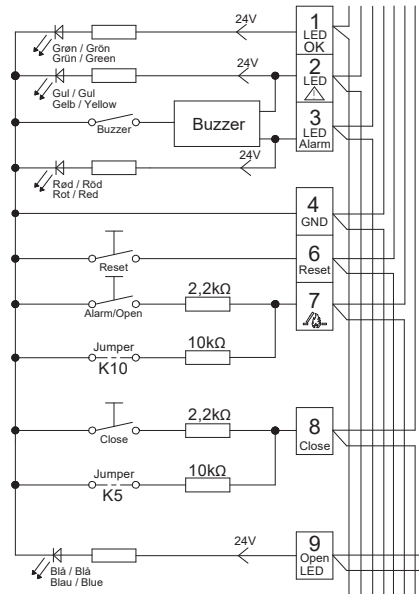 24V
1
LED
OK
Grøn / Grön
Grün / Green
24V
2
LED
Gul / Gul
Gelb / Yellow
Buzzer
Buzzer
3
LED
Alarm
24V
Rød / Röd
Rot / Red
4
GND
6
Reset
Reset
2,2kΩ
7
Alarm/Open
Jumper
10kΩ
K10
2,2kΩ
8
Close
Close
Jumper
10kΩ
K5
24V
9
Open
LED
Blå / Blå
Blau / Blue